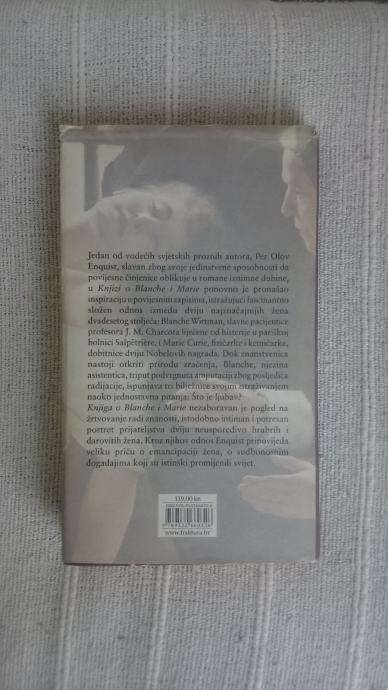 Jedan od vodećih svjetskih proznih autora, Per Olov
Enquist, slavan zbog svoje jedinstvene sposobnosti da
povijesne činjenice oblikuje u romane iznimne dubine,
u Knjizi o Blanche i Marie ponovno je pronašao
inspiraciju u povijesnim zapisima, istražujući fascinantno
složen odnos između dviju najznačajnijih žena
dvadesetog stoljeća: Blanche Wittman, slavne pacijentice
profesora J. M. Charcota liječene od histerije u pariškoj
bolnici Salpêtrière, i Marie Curie, fizičarke i kemičarke,
dobitnice dviju Nobelovih nagrada. Dok znanstvenica
nastoji otkriti prirodu zračenja, Blanche, njezina
asistentica, triput podvrgnuta amputaciji zbog posljedica
radijacije, ispunjava tri bilježnice svojim istraživanjem
naoko jednostavna pitanja: Što je ljubav?
Knjiga o Blanche i Marie nezaboravan je pogled na
žrtvovanje radi znanosti, istodobno intiman i potresan
portret prijateljstva dviju neusporedivo hrabrih i
darovitih žena. Kroz njihov odnos Enquist pripovijeda
veliku priču o emancipaciji žena, o sudbonosnim
događajima koji su istinski promijenili svijet.
139,00 kn
www.fraktura.hr